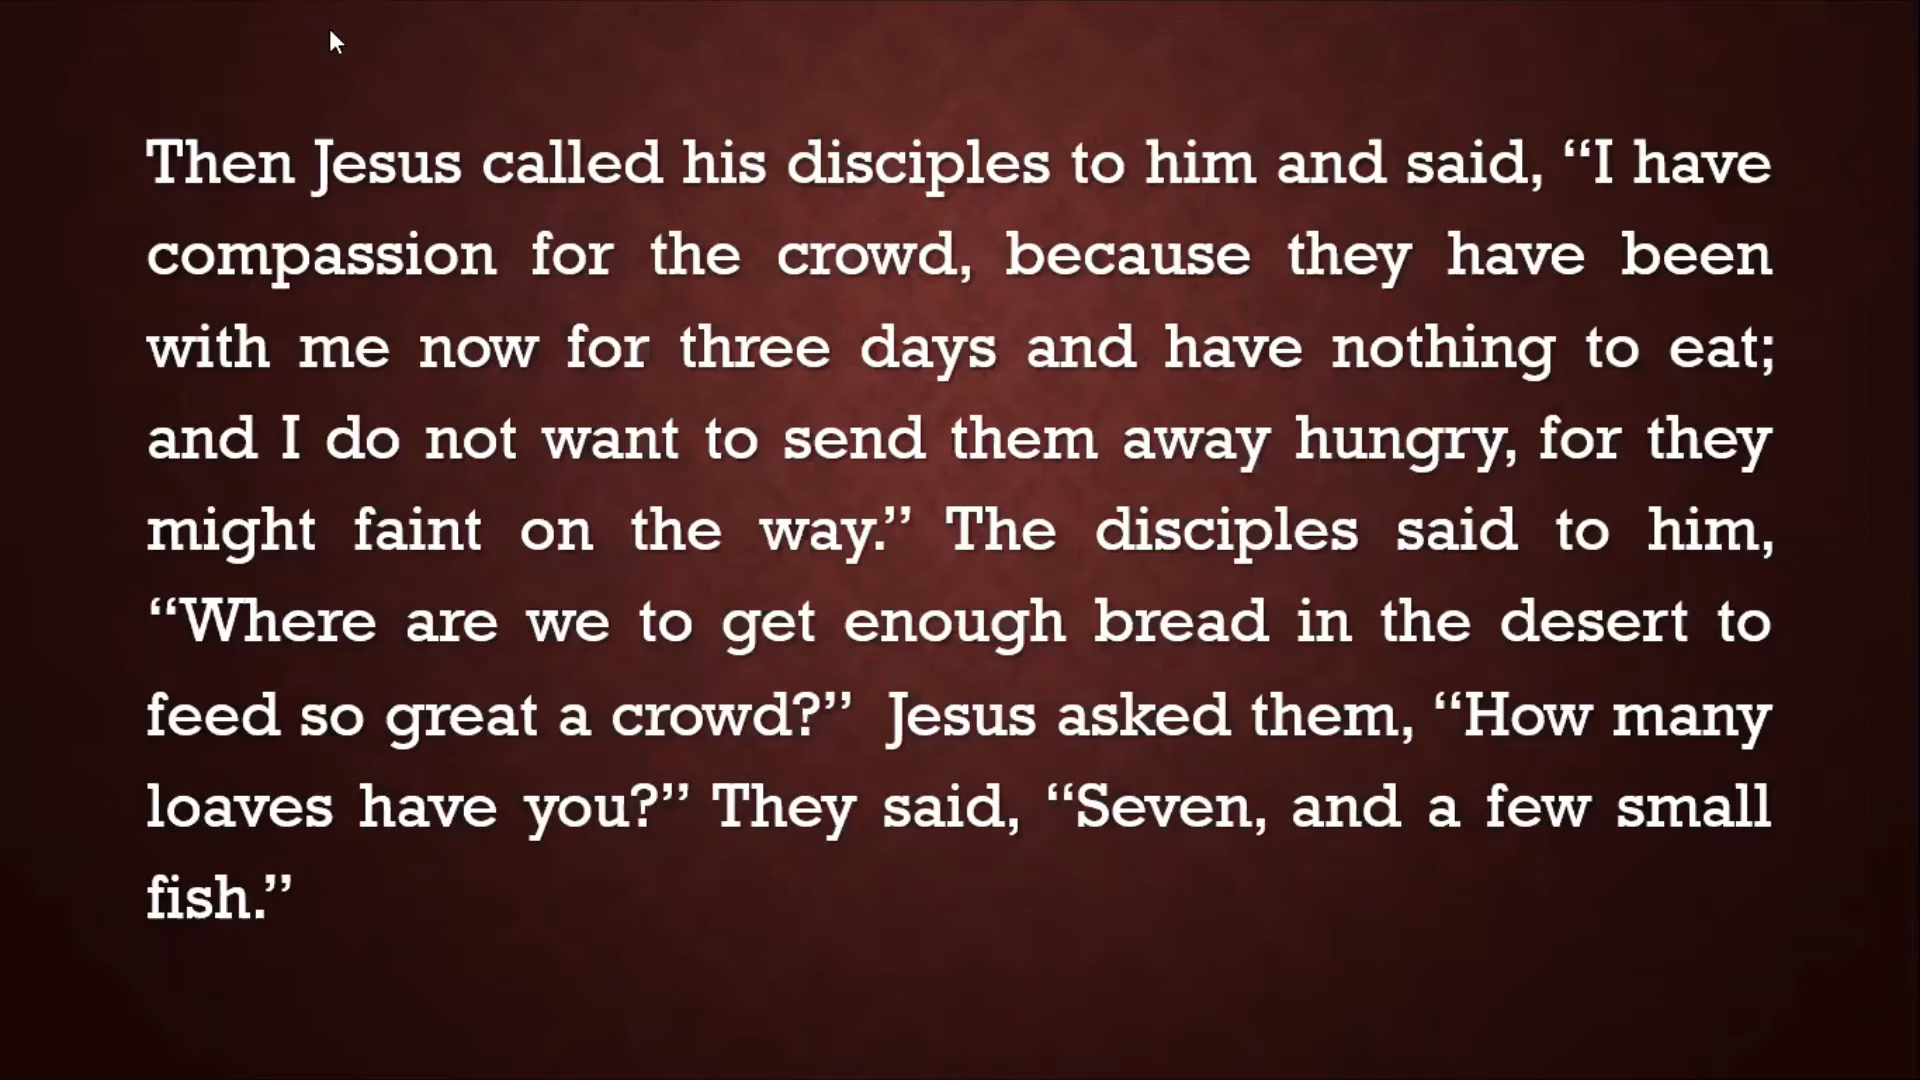 Then Jesus called his disciples to him and said, “I have
compassion for the crowd, because they have been
with me now for three days and have nothing to eat;
and I do not want to send them away hungry, for they
might faint on the way.” The disciples said to him,
“Where are we to get enough bread in the desert to
feed so great a crowd?”  Jesus asked them, “How many
loaves have you?” They said, “Seven, and a few small
fish.”